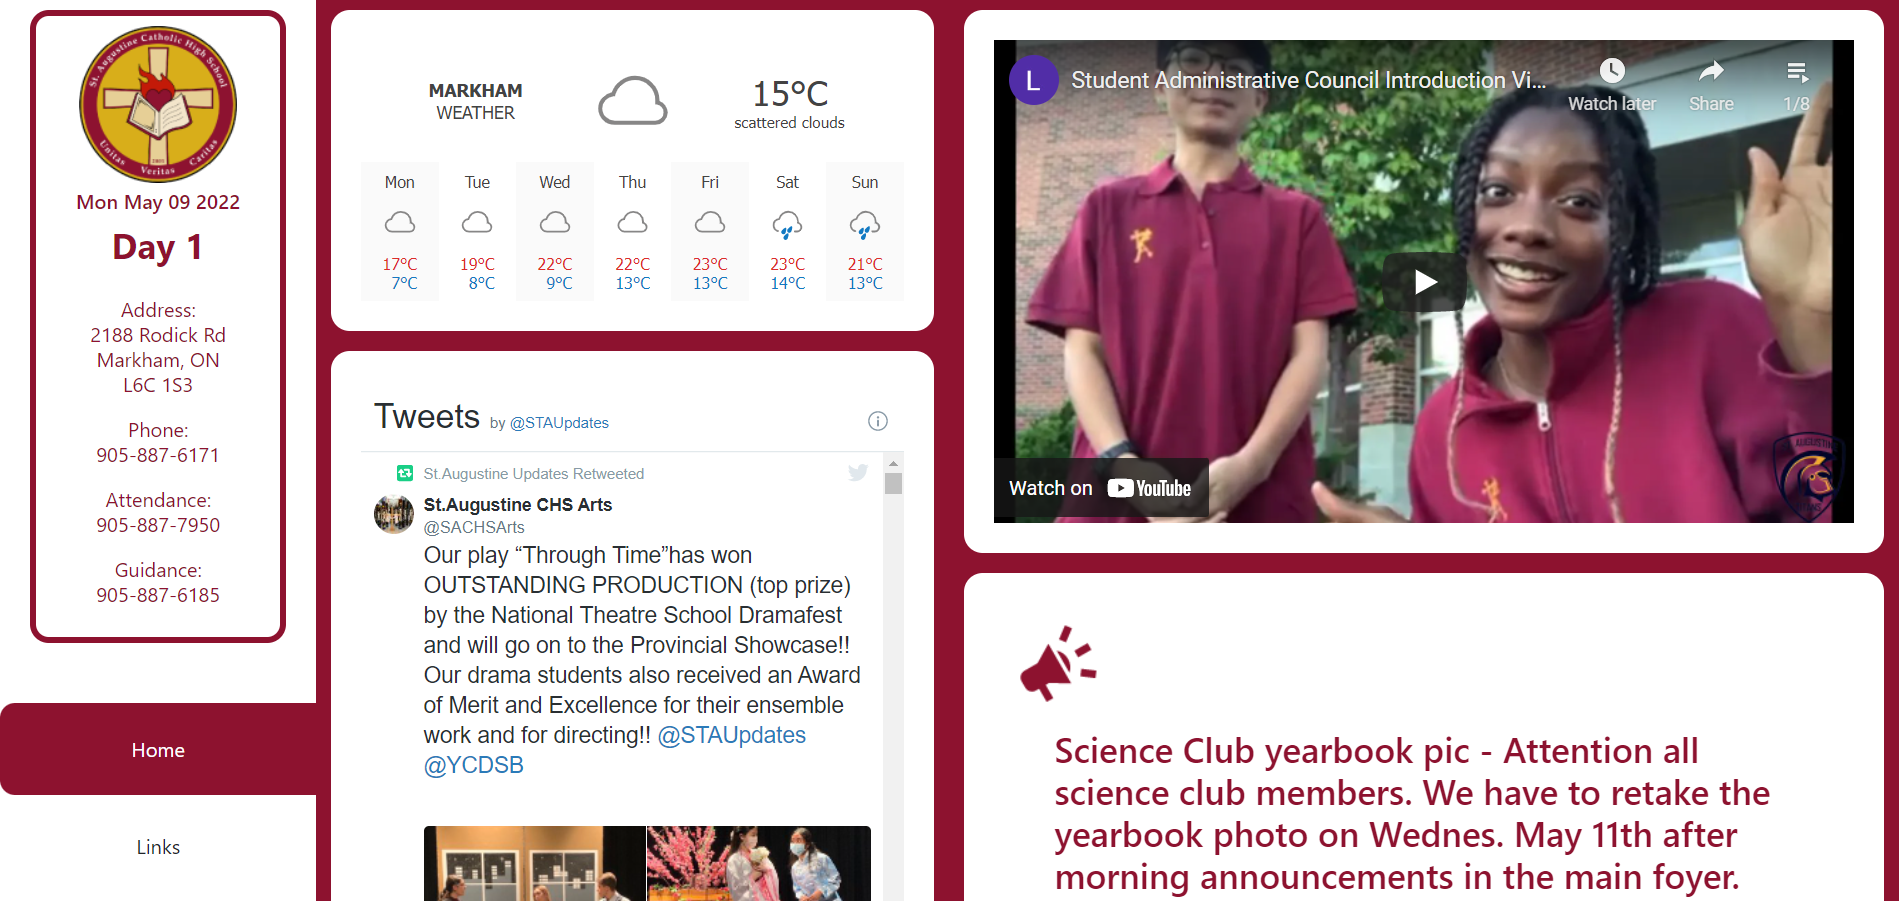 St. Augustine Catholic High School
Unitas Veritas Caritas
Mon May 09 2022
Day 1
Address:
2188 Rodick Rd
Markham, ON
L6C 1S3
Phone:
905-887-6171
Attendance:
905-887-7950
Guidance:
905-887-6185
Home
Links
MARKHAM
WEATHER
15°C
scattered clouds
Mon Tue Wed Thu Fri Sat Sun
17°C 19°C 22°C 22°C 23°C 23°C 21°C
7°C 8°C 9°C 13°C 13°C 14°C 13°C
Tweets by @STAUpdates
St.Augustine Updates Retweeted
St.Augustine CHS Arts
@SACHSArts
Our play “Through Time”has won
OUTSTANDING PRODUCTION (top prize)
by the National Theatre School Dramafest
and will go on to the Provincial Showcase!!
Our drama students also received an Award
of Merit and Excellence for their ensemble
work and for directing!! @STAUpdates
@YCDSB
L
Student Administrative Council Introduction Vi...
Watch later
Share
1/8
Watch on YouTube
AUGUSTINE
Science Club yearbook pic - Attention all
science club members. We have to retake the
yearbook photo on Wednes. May 11th after
morning announcements in the main foyer.